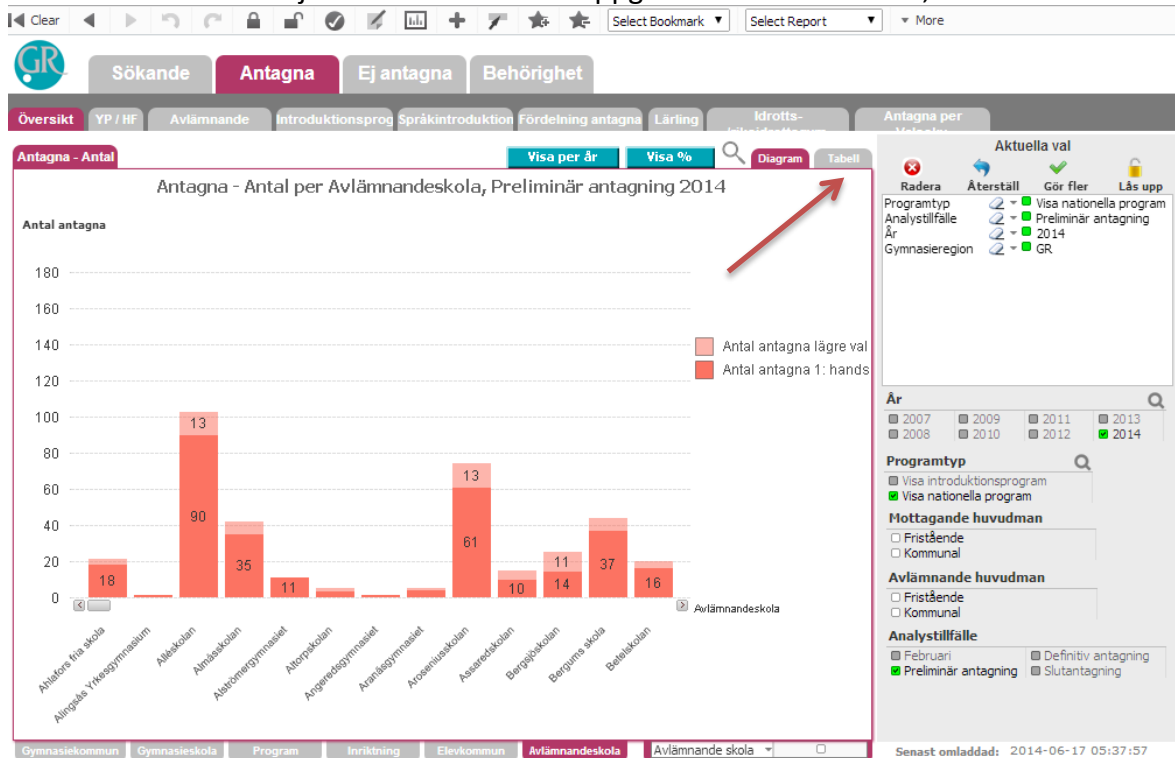 Clear Select Bookmark Select Report More
GR Sökande Antagna Ej antagna Behörighet
Översikt YP / HF Avlämnande Introduktionsprog Språkintroduktion Fördelning antagna Lärling Idrotts- Antagna per
Antagna - Antal Visa per år Visa % Diagram Tabell
Antagna - Antal per Avlämnandeskola, Preliminär antagning 2014
Antal antagna
180
160
140
120
100
80
60
40
20
0
13
13
90
61
35
37
11
18
11
10
14
16
Antal antagna lägre val
Antal antagna 1: hands
Avlämnandeskola
Ahlafors fria skola
Alingsås Yrkesgymnasium
Alléskolan
Almåsskolan
Alströmergymnasiet
Altorpskolan
Angeredsgymnasiet
Aranäsgymnasiet
Aroseniusskolan
Assaredskolan
Bergsjöskolan
Bergums skola
Betelskolan
Gymnasiekommun Gymnasieskola Program Inriktning Elevkommun Avlämnandeskola Avlämnande skola
Aktuella val
Radera Återställ Gör fler Lås upp
Programtyp Visa nationella program
Analystillfälle Preliminär antagning
År 2014
Gymnasieregion GR
År
2007 2009 2011 2013
2008 2010 2012 2014
Programtyp
Visa introduktionsprogram
Visa nationella program
Mottagande huvudman
Fristående
Kommunal
Avlämnande huvudman
Fristående
Kommunal
Analystillfälle
Februari Definitiv antagning
Preliminär antagning Slutantagning
Senast omladdad: 2014-06-17 05:37:57